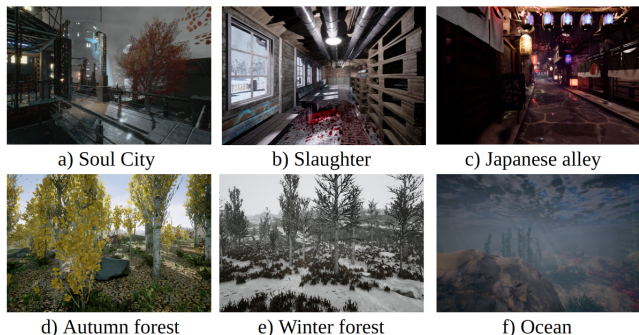 a) Soul City
b) Slaughter
c) Japanese alley
d) Autumn forest
e) Winter forest
f) Ocean